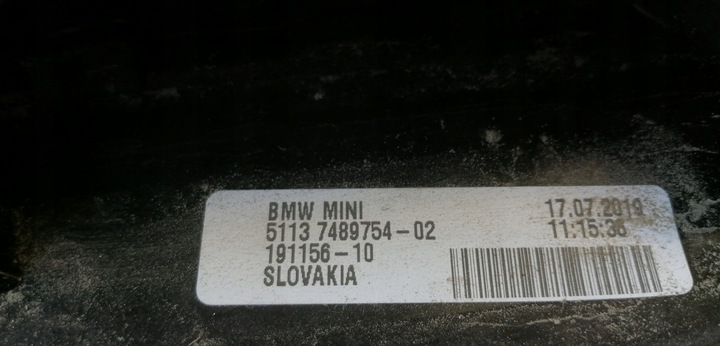 BMW MINI
5113 7489754-02
191156-10
SLOVAKIA
17.07.2019
11:15:36